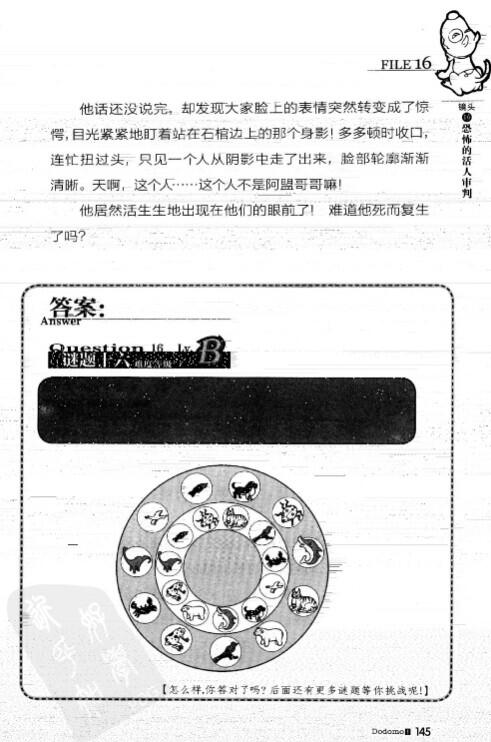 FILE 16
镜头
16
恐怖的活人审判
他话还没说完，却发现大家脸上的表情突然转变成了惊
愕，目光紧紧地盯着站在石棺边上的那个身影！多多顿时收口，
连忙扭过头，只见一个人从阴影中走了出来，脸部轮廓渐渐
清晰。天啊，这个人……这个人不是阿盟哥哥嘛！
他居然活生生地出现在他们的眼前了！ 难道他死而复生
了吗？
答案：
Answer
Question 16 Lv. B
谜题十六
【怎么样，你答对了吗？后面还有更多谜题等你挑战呢！】
Dodomo 1 145